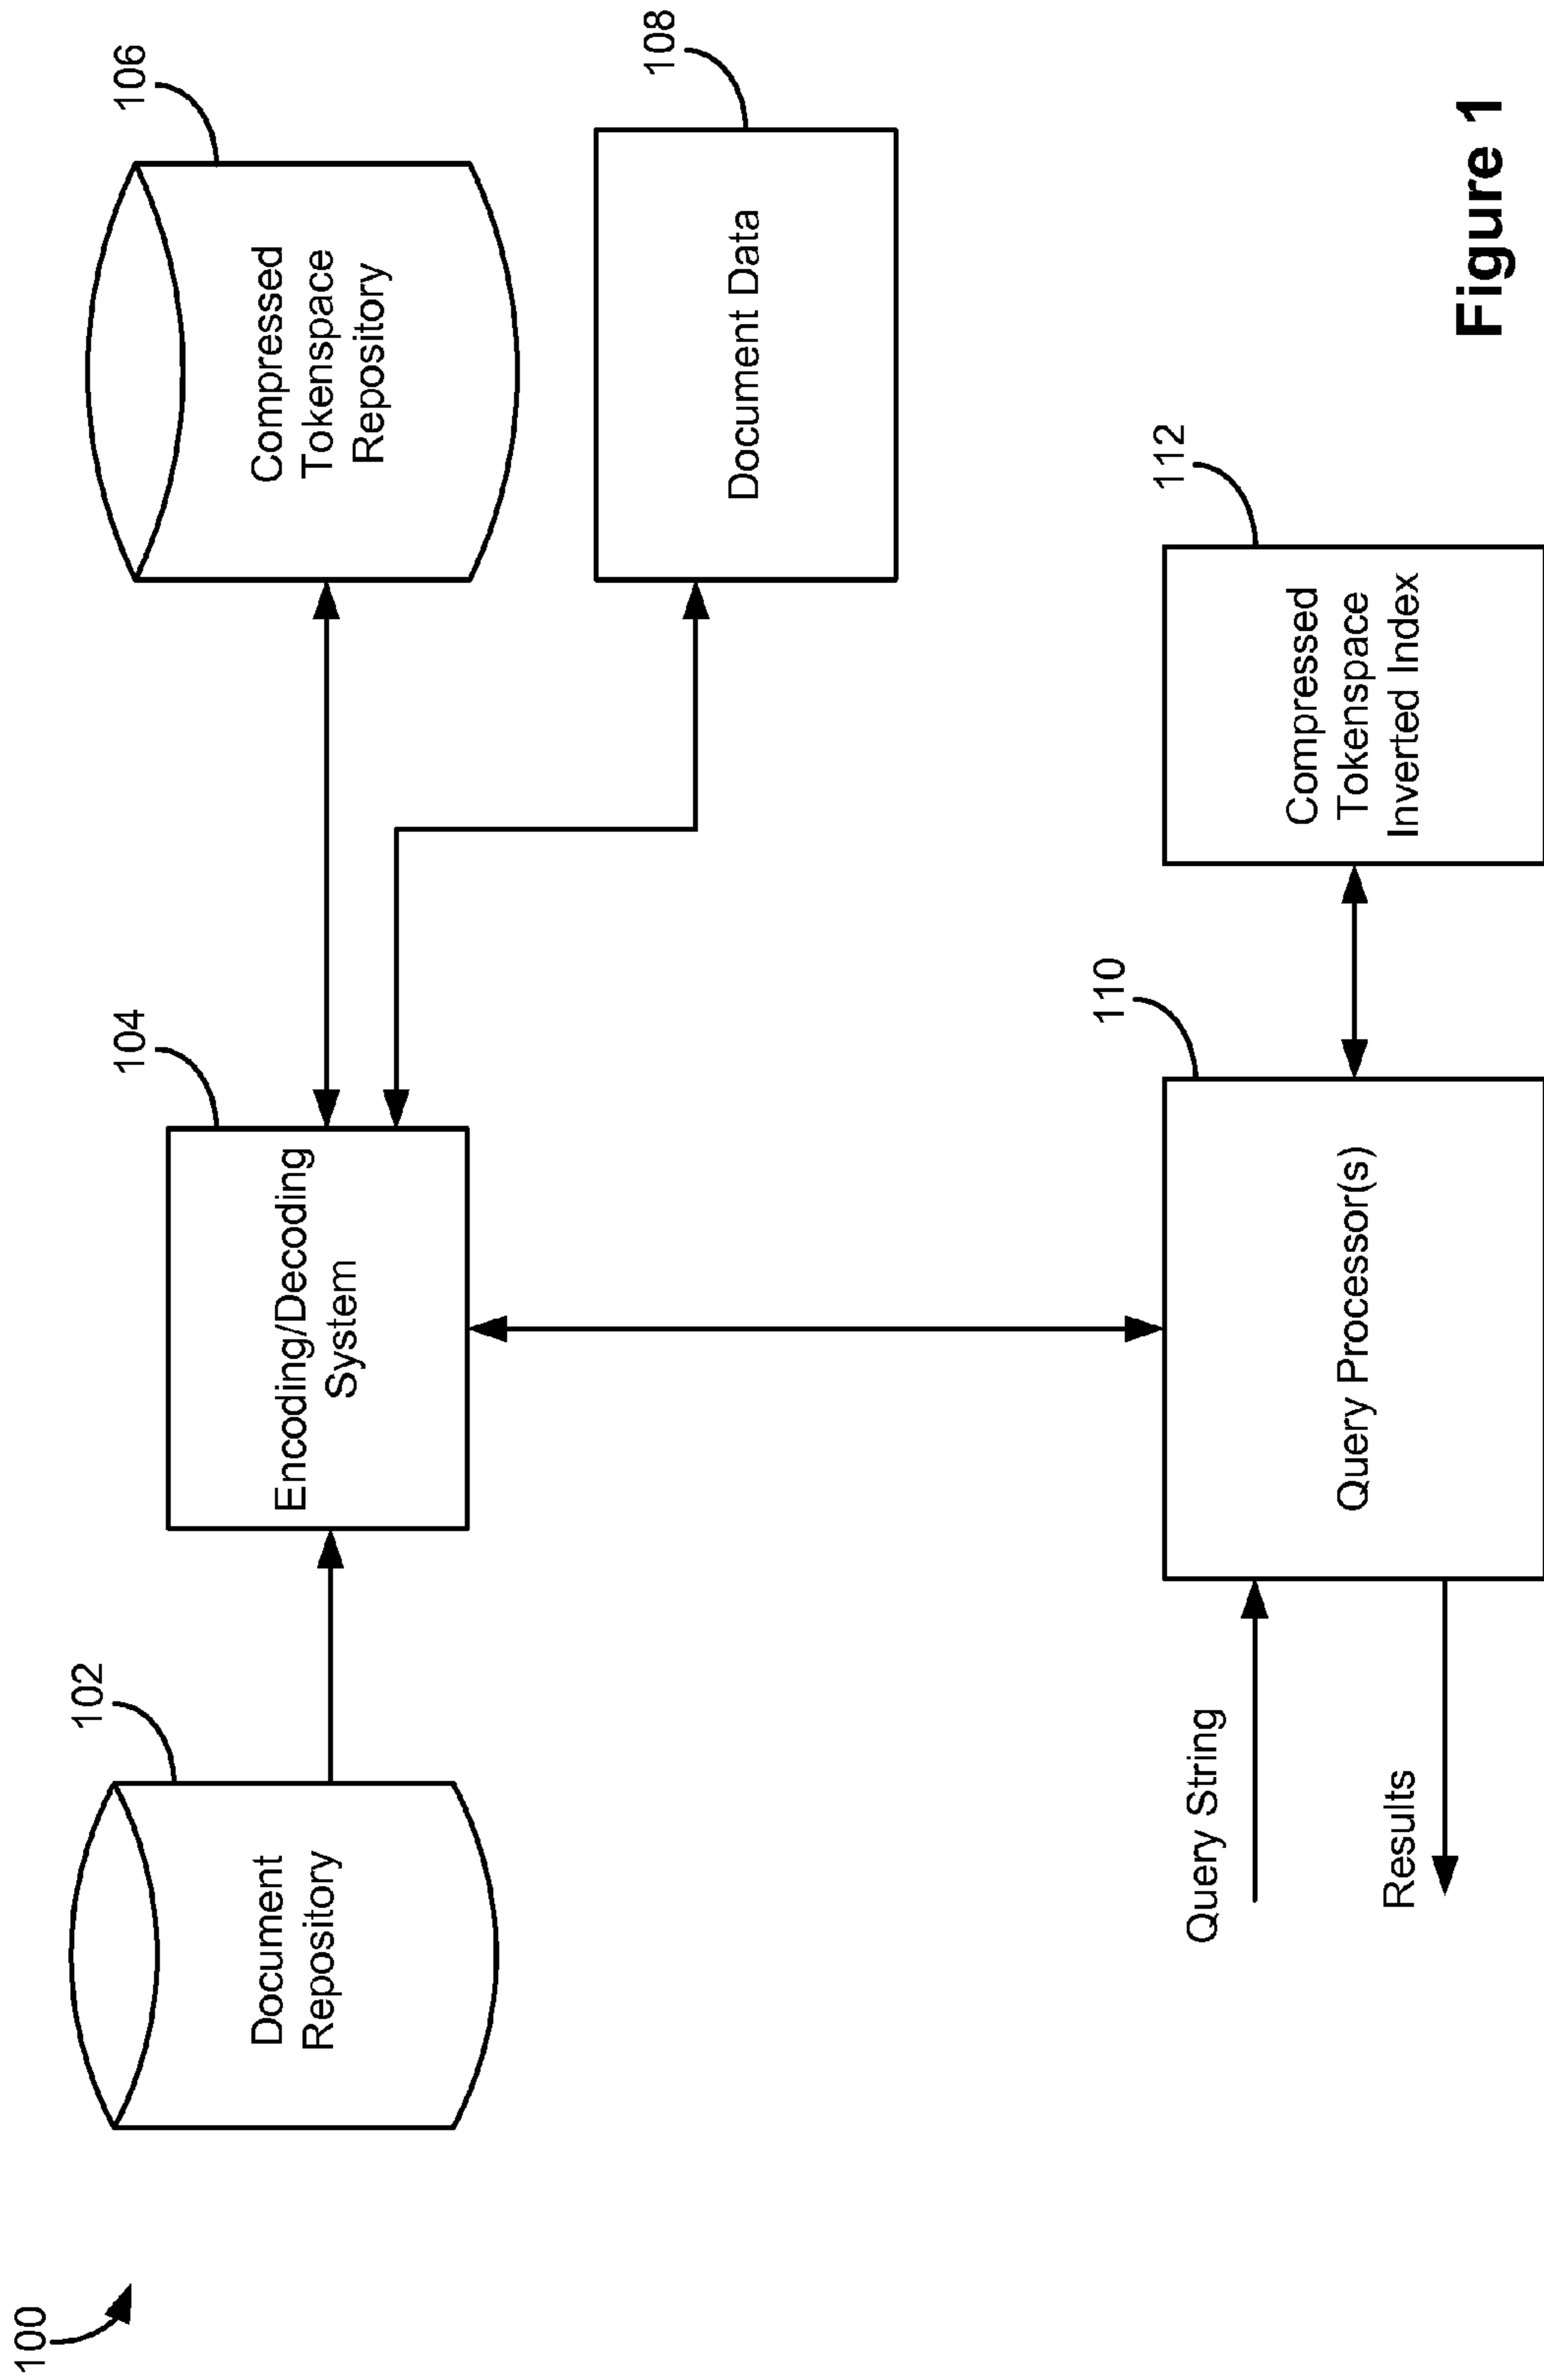 100
102
Document
Repository
104
Encoding/Decoding
System
106
Compressed
Tokenspace
Repository
108
Document Data
Query String
Results
110
Query Processor(s)
112
Compressed
Tokenspace
Inverted Index
Figure 1